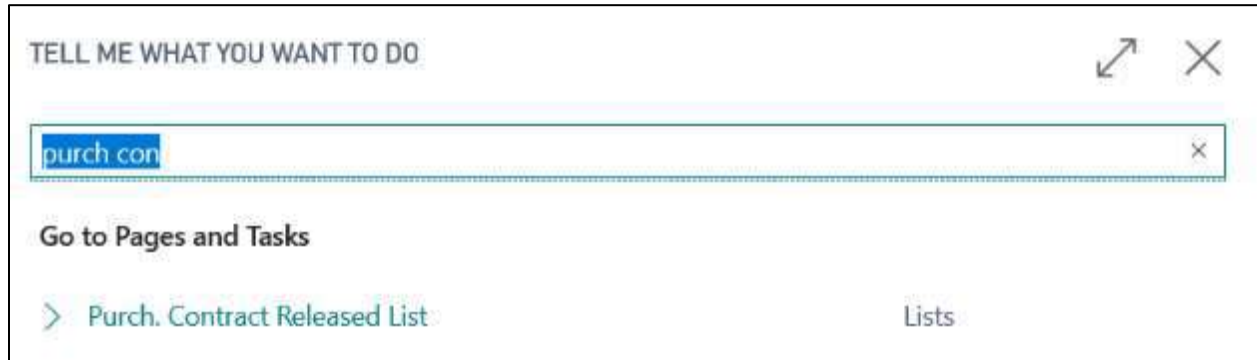 TELL ME WHAT YOU WANT TO DO
purch con
Go to Pages and Tasks
Purch. Contract Released List Lists